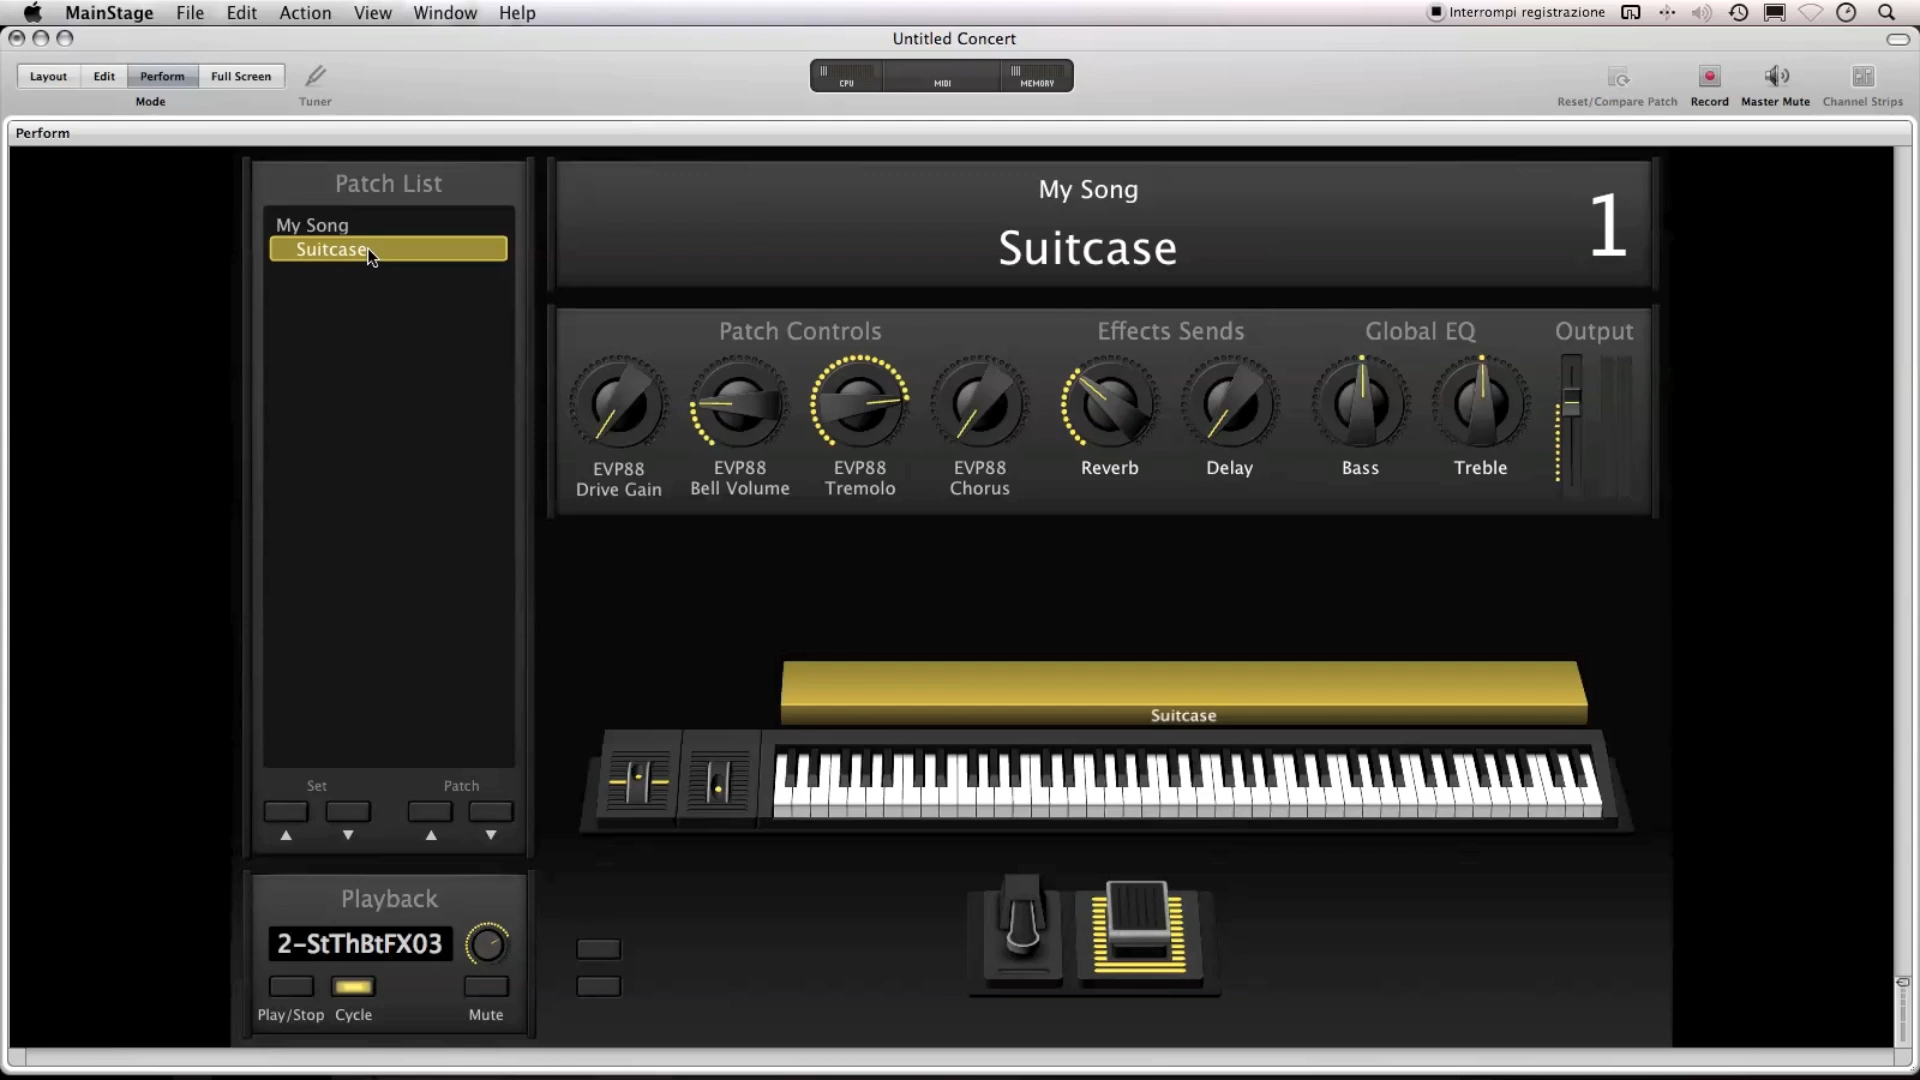 MainStage File Edit Action View Window Help Interrompi registrazione
Untitled Concert
Layout Edit Perform Full Screen
Mode Tuner
CPU MIDI MEMORY
Reset/Compare Patch Record Master Mute Channel Strips
Perform
Patch List
My Song
Suitcase
My Song
Suitcase
1
Patch Controls Effects Sends Global EQ Output
EVP88 Drive Gain
EVP88 Bell Volume
EVP88 Tremolo
EVP88 Chorus
Reverb Delay Bass Treble
Suitcase
Set Patch
Playback
2-StThBtFX03
Play/Stop Cycle Mute